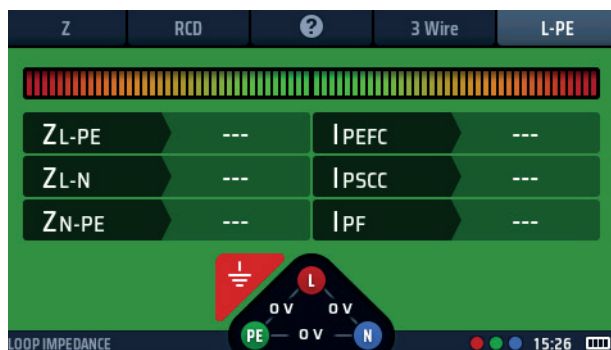 Z RCD ? 3 Wire L-PE
ZL-PE --- IPEFC ---
ZL-N --- IPSCC ---
ZN-PE --- IPF ---
L
0 V 0 V
PE 0 V N
LOOP IMPEDANCE 15:26